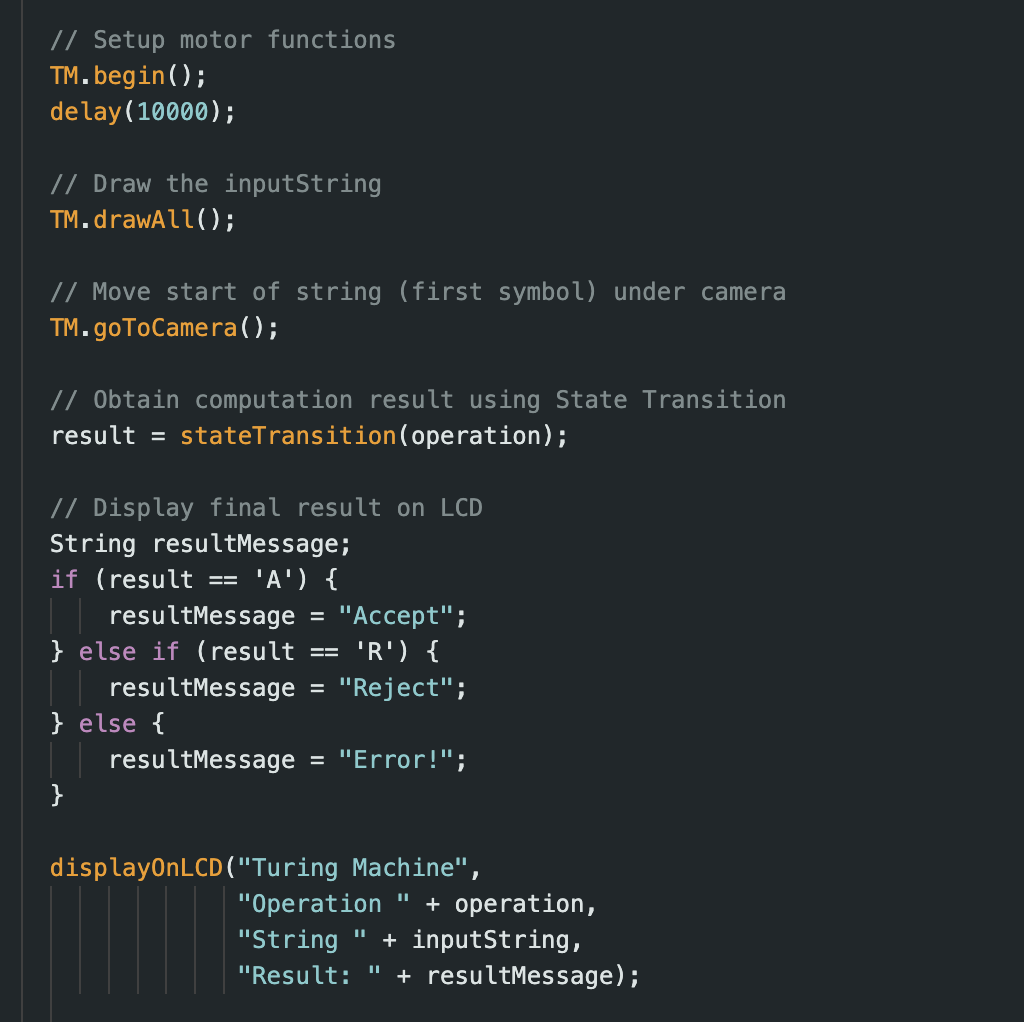 // Setup motor functions
TM.begin();
delay(10000);
// Draw the inputString
TM.drawAll();
// Move start of string (first symbol) under camera
TM.goToCamera();
// Obtain computation result using State Transition
result = stateTransition(operation);
// Display final result on LCD
String resultMessage;
if (result == 'A') {
resultMessage = "Accept";
} else if (result == 'R') {
resultMessage = "Reject";
} else {
resultMessage = "Error!";
}
displayOnLCD("Turing Machine",
"Operation " + operation,
"String " + inputString,
"Result: " + resultMessage);